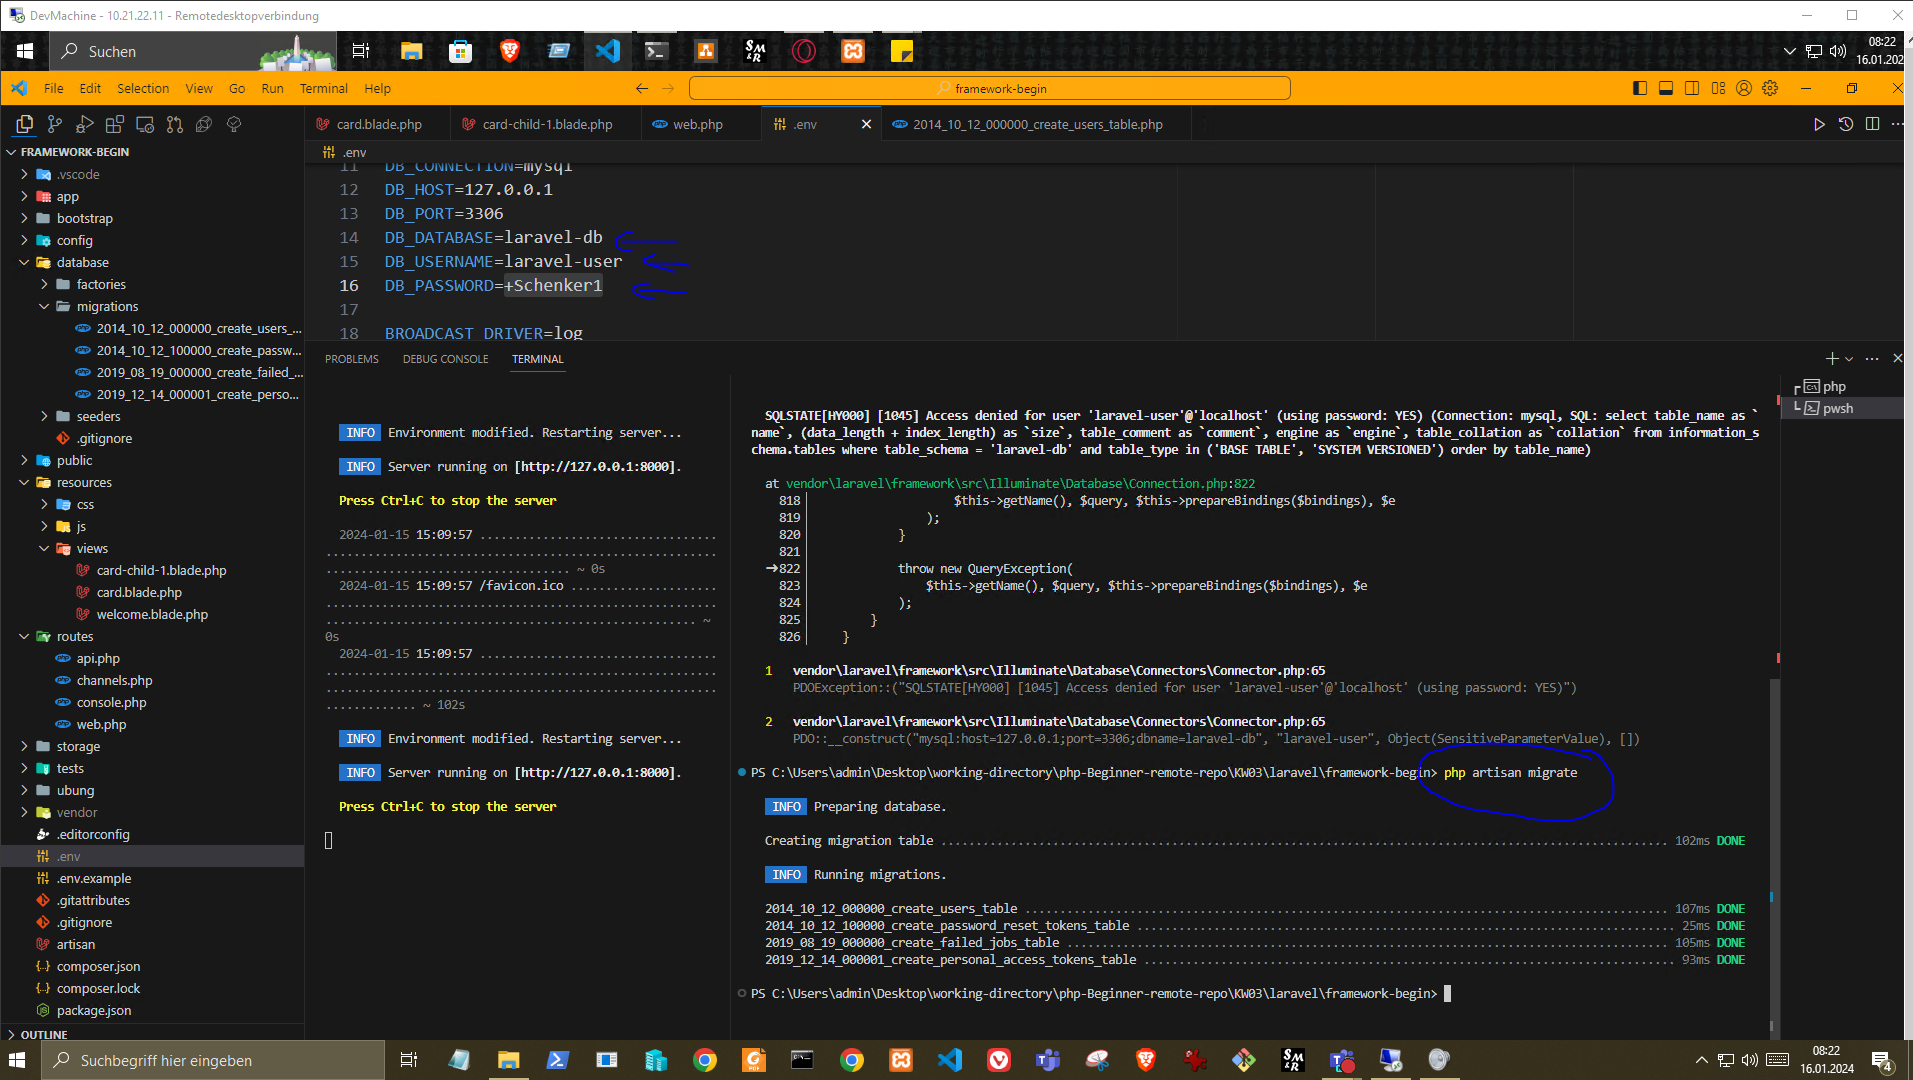 DevMachine - 10.21.22.11 - Remotedesktopverbindung
Suchen
08:22
16.01.202
File Edit Selection View Go Run Terminal Help
framework-begin
FRAMEWORK-BEGIN
.vscode
app
bootstrap
config
database
factories
migrations
2014_10_12_000000_create_users_...
2014_10_12_100000_create_passw...
2019_08_19_000000_create_failed_...
2019_12_14_000001_create_perso...
seeders
.gitignore
public
resources
css
js
views
card-child-1.blade.php
card.blade.php
welcome.blade.php
routes
api.php
channels.php
console.php
web.php
storage
tests
ubung
vendor
.editorconfig
.env
.env.example
.gitattributes
.gitignore
artisan
composer.json
composer.lock
package.json
OUTLINE
card.blade.php card-child-1.blade.php web.php .env 2014_10_12_000000_create_users_table.php
.env
11 DB_CONNECTION=mysql
12 DB_HOST=127.0.0.1
13 DB_PORT=3306
14 DB_DATABASE=laravel-db
15 DB_USERNAME=laravel-user
16 DB_PASSWORD=+Schenker1
17
18 BROADCAST_DRIVER=log
PROBLEMS DEBUG CONSOLE TERMINAL
INFO Environment modified. Restarting server...
INFO Server running on [http://127.0.0.1:8000].
Press Ctrl+C to stop the server
2024-01-15 15:09:57 ..................................
.........................................................
................................... ~ 0s
2024-01-15 15:09:57 /favicon.ico .....................
.........................................................
...................................................... ~
0s
2024-01-15 15:09:57 ..................................
.........................................................
.........................................................
............. ~ 102s
INFO Environment modified. Restarting server...
INFO Server running on [http://127.0.0.1:8000].
Press Ctrl+C to stop the server
SQLSTATE[HY000] [1045] Access denied for user 'laravel-user'@'localhost' (using password: YES) (Connection: mysql, SQL: select table_name as `
name`, (data_length + index_length) as `size`, table_comment as `comment`, engine as `engine`, table_collation as `collation` from information_s
chema.tables where table_schema = 'laravel-db' and table_type in ('BASE TABLE', 'SYSTEM VERSIONED') order by table_name)
at vendor\laravel\framework\src\Illuminate\Database\Connection.php:822
818 $this->getName(), $query, $this->prepareBindings($bindings), $e
819 );
820 }
821
➜822 throw new QueryException(
823 $this->getName(), $query, $this->prepareBindings($bindings), $e
824 );
825 }
826 }
1 vendor\laravel\framework\src\Illuminate\Database\Connectors\Connector.php:65
PDOException::("SQLSTATE[HY000] [1045] Access denied for user 'laravel-user'@'localhost' (using password: YES)")
2 vendor\laravel\framework\src\Illuminate\Database\Connectors\Connector.php:65
PDO::__construct("mysql:host=127.0.0.1;port=3306;dbname=laravel-db", "laravel-user", Object(SensitiveParameterValue), [])
PS C:\Users\admin\Desktop\working-directory\php-Beginner-remote-repo\KW03\laravel\framework-begin> php artisan migrate
INFO Preparing database.
Creating migration table .......... 102ms DONE
INFO Running migrations.
2014_10_12_000000_create_users_table .......... 107ms DONE
2014_10_12_100000_create_password_reset_tokens_table .......... 25ms DONE
2019_08_19_000000_create_failed_jobs_table .......... 105ms DONE
2019_12_14_000001_create_personal_access_tokens_table .......... 93ms DONE
PS C:\Users\admin\Desktop\working-directory\php-Beginner-remote-repo\KW03\laravel\framework-begin>
php
pwsh
Suchbegriff hier eingeben
08:22
16.01.2024
4